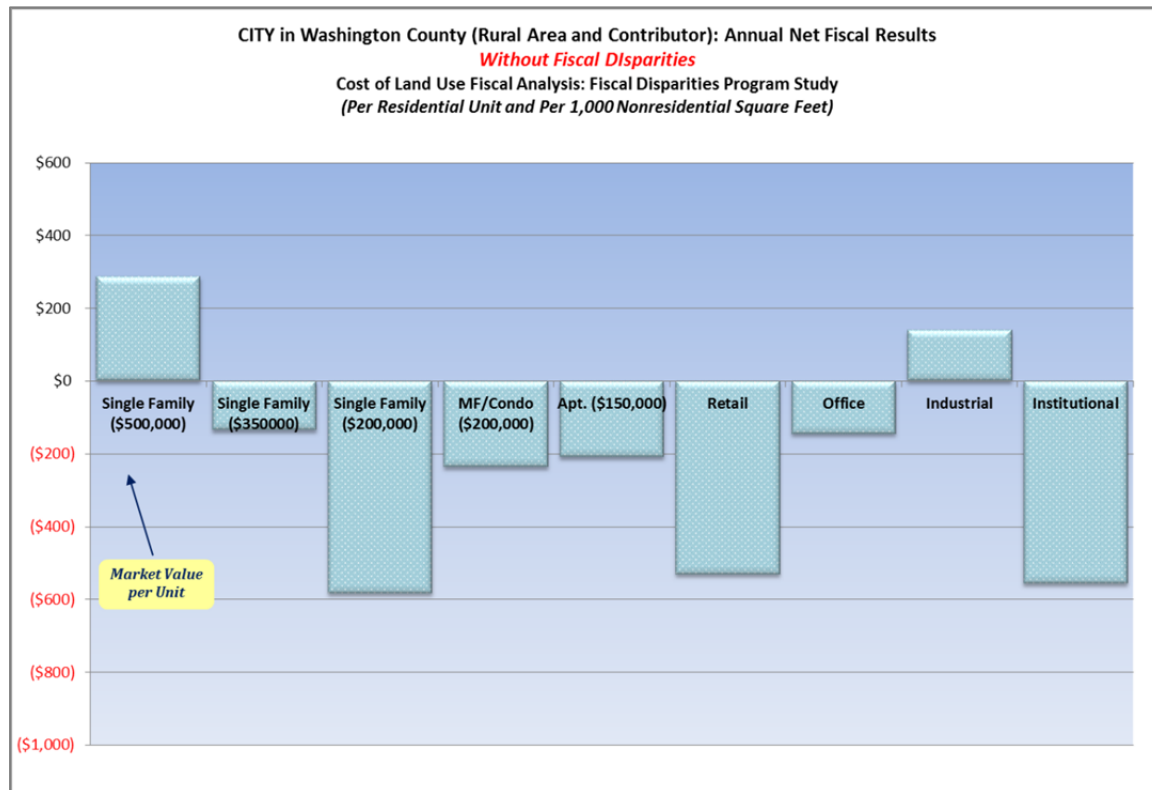 CITY in Washington County (Rural Area and Contributor): Annual Net Fiscal Results
Without Fiscal DIsparities
Cost of Land Use Fiscal Analysis: Fiscal Disparities Program Study
(Per Residential Unit and Per 1,000 Nonresidential Square Feet)
$600
$400
$200
$0
Single Family
($500,000)
Single Family
($350000)
Single Family
($200,000)
MF/Condo
($200,000)
Apt. ($150,000)
Retail
Office
Industrial
Institutional
($200)
($400)
Market Value
per Unit
($600)
($800)
($1,000)